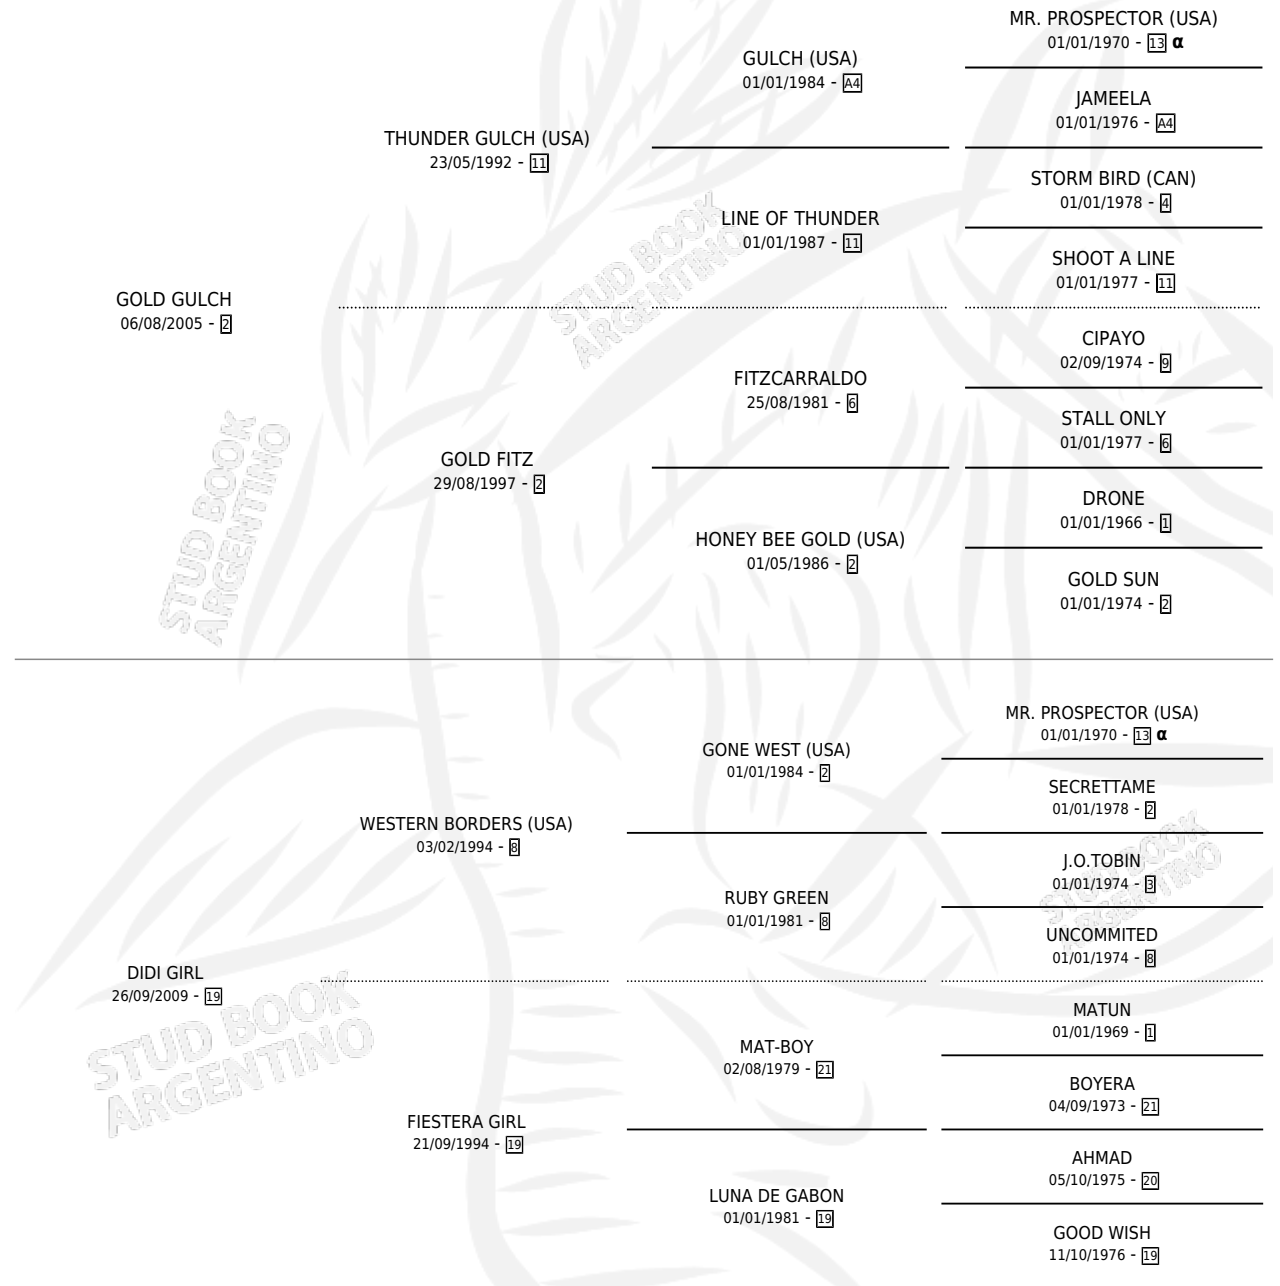 MR. PROSPECTOR (USA)
01/01/1970 - 13 α
GULCH (USA)
01/01/1984 - A4
JAMEELA
01/01/1976 - A4
THUNDER GULCH (USA)
23/05/1992 - 11
STORM BIRD (CAN)
01/01/1978 - 4
LINE OF THUNDER
01/01/1987 - 11
SHOOT A LINE
01/01/1977 - 11
GOLD GULCH
06/08/2005 - 2
STUD BOOK
ARGENTINO
CIPAYO
02/09/1974 - 9
FITZCARRALDO
25/08/1981 - 6
STALL ONLY
01/01/1977 - 6
GOLD FITZ
29/08/1997 - 2
STUD BOOK
ARGENTINO
DRONE
01/01/1966 - 1
HONEY BEE GOLD (USA)
01/05/1986 - 2
GOLD SUN
01/01/1974 - 2
MR. PROSPECTOR (USA)
01/01/1970 - 13 α
GONE WEST (USA)
01/01/1984 - 2
SECRETTAME
01/01/1978 - 2
WESTERN BORDERS (USA)
03/02/1994 - 8
J.O.TOBIN
01/01/1974 - 3
STUD BOOK
ARGENTINO
RUBY GREEN
01/01/1981 - 8
UNCOMMITED
01/01/1974 - 8
DIDI GIRL
26/09/2009 - 19
STUD BOOK
ARGENTINO
MATUN
01/01/1969 - 1
MAT-BOY
02/08/1979 - 21
BOYERA
04/09/1973 - 21
FIESTERA GIRL
21/09/1994 - 19
AHMAD
05/10/1975 - 20
LUNA DE GABON
01/01/1981 - 19
GOOD WISH
11/10/1976 - 19